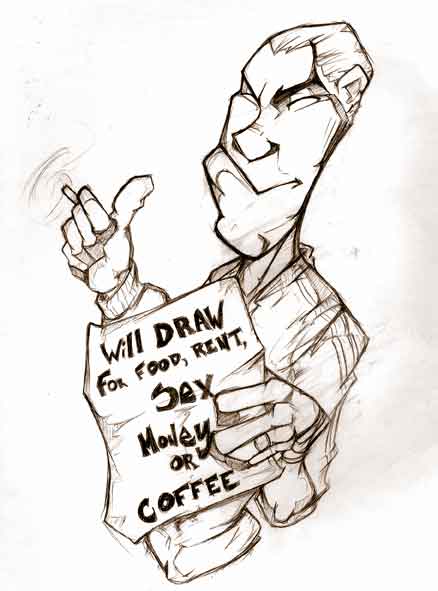 Will DRAW
FOR FOOD, RENT,
Sex
MoNey
OR
COFFEE